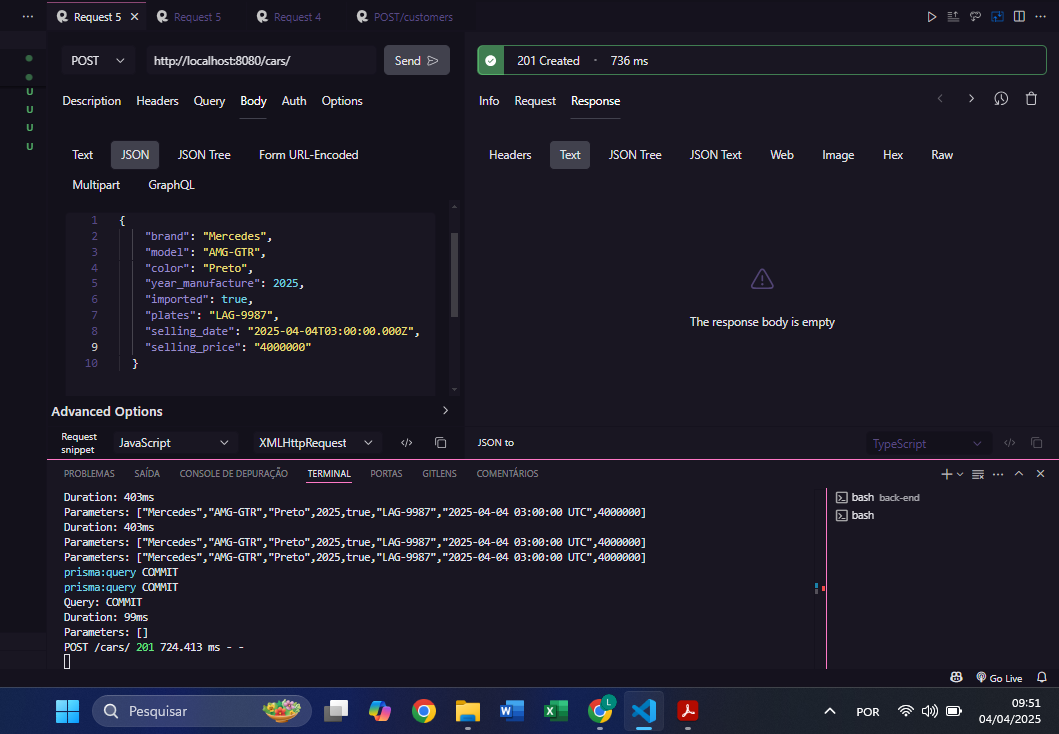 Request 5
Request 5
Request 4
POST/customers
U
U
U
U
POST
http://localhost:8080/cars/
Send
201 Created · 736 ms
Description Headers Query Body Auth Options
Info Request Response
Text JSON JSON Tree Form URL-Encoded
Multipart GraphQL
Headers Text JSON Tree JSON Text Web Image Hex Raw
1 {
2 "brand": "Mercedes",
3 "model": "AMG-GTR",
4 "color": "Preto",
5 "year_manufacture": 2025,
6 "imported": true,
7 "plates": "LAG-9987",
8 "selling_date": "2025-04-04T03:00:00.000Z",
9 "selling_price": "4000000"
10 }
The response body is empty
Advanced Options
Request
snippet
JavaScript
XMLHttpRequest
</>
JSON to
TypeScript
</>
PROBLEMAS SAÍDA CONSOLE DE DEPURAÇÃO TERMINAL PORTAS GITLENS COMENTÁRIOS
Duration: 403ms
Parameters: ["Mercedes","AMG-GTR","Preto",2025,true,"LAG-9987","2025-04-04 03:00:00 UTC",4000000]
Duration: 403ms
Parameters: ["Mercedes","AMG-GTR","Preto",2025,true,"LAG-9987","2025-04-04 03:00:00 UTC",4000000]
Parameters: ["Mercedes","AMG-GTR","Preto",2025,true,"LAG-9987","2025-04-04 03:00:00 UTC",4000000]
prisma:query COMMIT
prisma:query COMMIT
Query: COMMIT
Duration: 99ms
Parameters: []
POST /cars/ 201 724.413 ms - -
bash back-end
bash
Go Live
Pesquisar
L
POR
09:51
04/04/2025